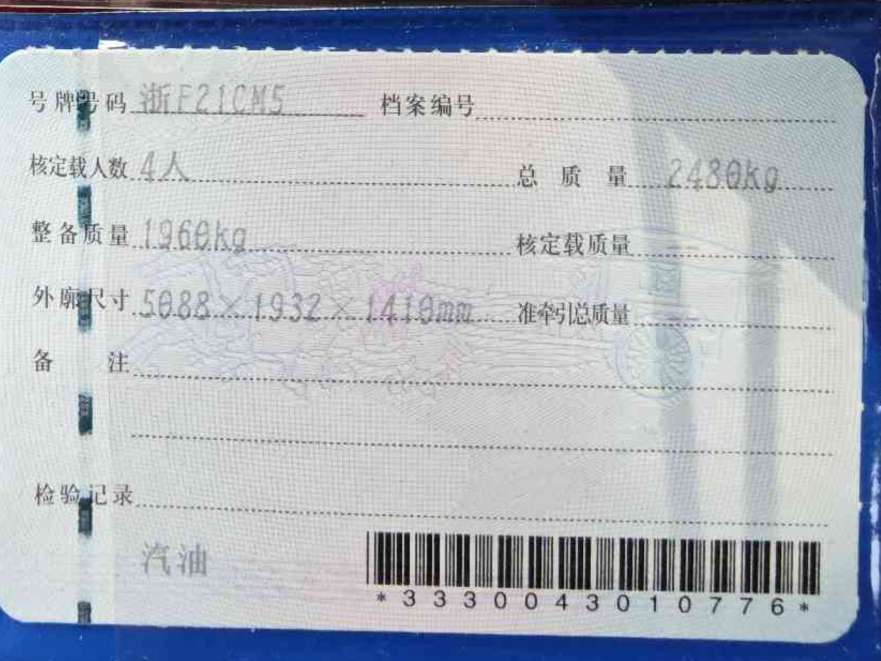 号牌号码 浙F21CM5 档案编号
核定载人数 4人 总质量 2480kg
整备质量 1960kg 核定载质量
外廓尺寸 5088×1932×1410mm 准牵引总质量
备注
检验记录
汽油
*3330043010776*